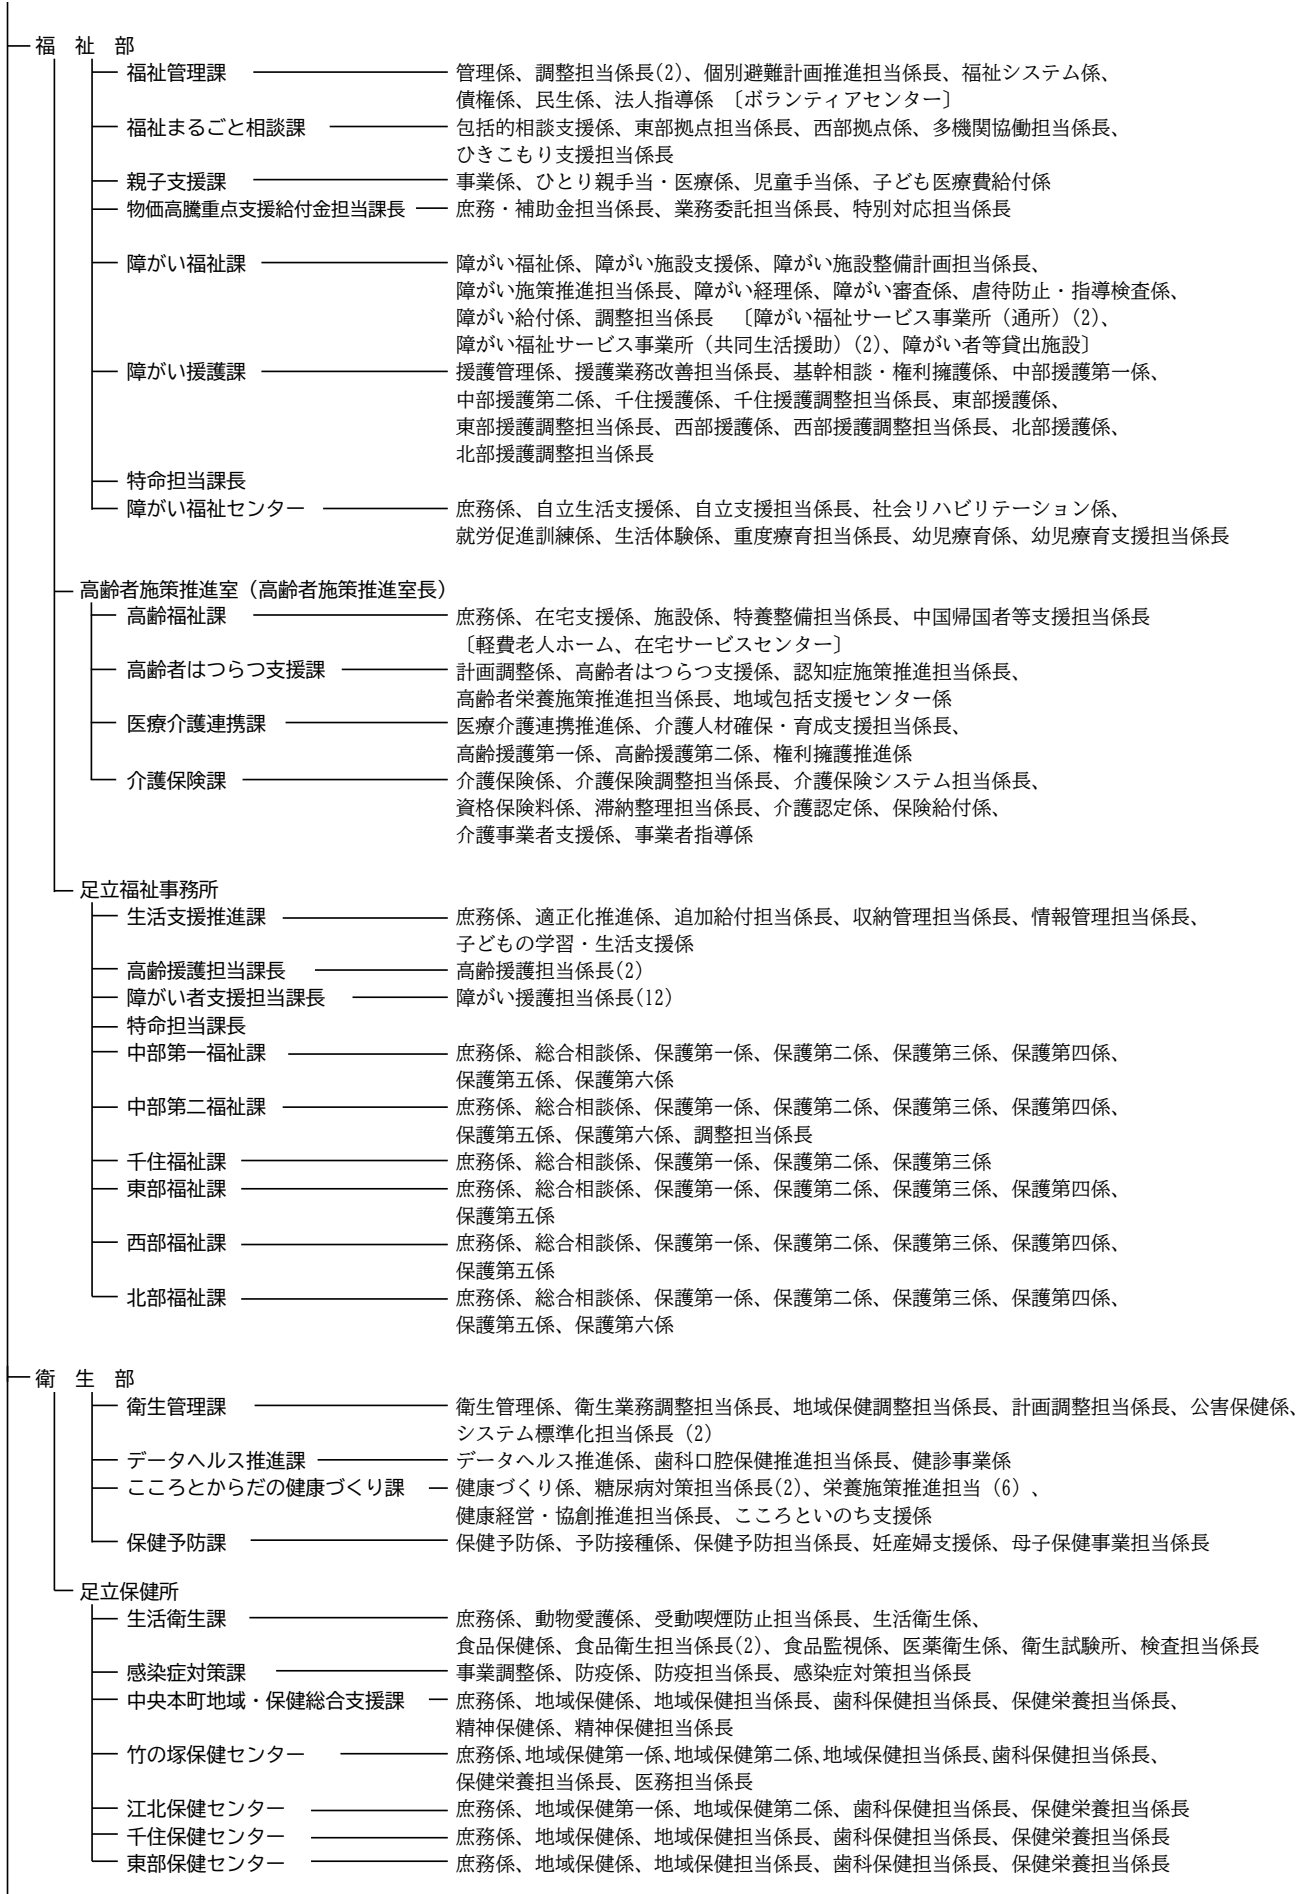 福　祉　部
福祉管理課　管理係、調整担当係長(2)、個別避難計画推進担当係長、福祉システム係、
債権係、民生係、法人指導係　〔ボランティアセンター〕
福祉まるごと相談課　包括的相談支援係、東部拠点担当係長、西部拠点係、多機関協働担当係長、
ひきこもり支援担当係長
親子支援課　事業係、ひとり親手当・医療係、児童手当係、子ども医療費給付係
物価高騰重点支援給付金担当課長　庶務・補助金担当係長、業務委託担当係長、特別対応担当係長
障がい福祉課　障がい福祉係、障がい施設支援係、障がい施設整備計画担当係長、
障がい施策推進担当係長、障がい経理係、障がい審査係、虐待防止・指導検査係、
障がい給付係、調整担当係長　〔障がい福祉サービス事業所（通所）(2)、
障がい福祉サービス事業所（共同生活援助）(2)、障がい者等貸出施設〕
障がい援護課　援護管理係、援護業務改善担当係長、基幹相談・権利擁護係、中部援護第一係、
中部援護第二係、千住援護係、千住援護調整担当係長、東部援護係、
東部援護調整担当係長、西部援護係、西部援護調整担当係長、北部援護係、
北部援護調整担当係長
特命担当課長
障がい福祉センター　庶務係、自立生活支援係、自立支援担当係長、社会リハビリテーション係、
就労促進訓練係、生活体験係、重度療育担当係長、幼児療育係、幼児療育支援担当係長
高齢者施策推進室（高齢者施策推進室長）
高齢福祉課　庶務係、在宅支援係、施設係、特養整備担当係長、中国帰国者等支援担当係長
〔軽費老人ホーム、在宅サービスセンター〕
高齢者はつらつ支援課　計画調整係、高齢者はつらつ支援係、認知症施策推進担当係長、
高齢者栄養施策推進担当係長、地域包括支援センター係
医療介護連携課　医療介護連携推進係、介護人材確保・育成支援担当係長、
高齢援護第一係、高齢援護第二係、権利擁護推進係
介護保険課　介護保険係、介護保険調整担当係長、介護保険システム担当係長、
資格保険料係、滞納整理担当係長、介護認定係、保険給付係、
介護事業者支援係、事業者指導係
足立福祉事務所
生活支援推進課　庶務係、適正化推進係、追加給付担当係長、収納管理担当係長、情報管理担当係長、
子どもの学習・生活支援係
高齢援護担当課長　高齢援護担当係長(2)
障がい者支援担当課長　障がい援護担当係長(12)
特命担当課長
中部第一福祉課　庶務係、総合相談係、保護第一係、保護第二係、保護第三係、保護第四係、
保護第五係、保護第六係
中部第二福祉課　庶務係、総合相談係、保護第一係、保護第二係、保護第三係、保護第四係、
保護第五係、保護第六係、調整担当係長
千住福祉課　庶務係、総合相談係、保護第一係、保護第二係、保護第三係
東部福祉課　庶務係、総合相談係、保護第一係、保護第二係、保護第三係、保護第四係、
保護第五係
西部福祉課　庶務係、総合相談係、保護第一係、保護第二係、保護第三係、保護第四係、
保護第五係
北部福祉課　庶務係、総合相談係、保護第一係、保護第二係、保護第三係、保護第四係、
保護第五係、保護第六係
衛　生　部
衛生管理課　衛生管理係、衛生業務調整担当係長、地域保健調整担当係長、計画調整担当係長、公害保健係、
システム標準化担当係長（2）
データヘルス推進課　データヘルス推進係、歯科口腔保健推進担当係長、健診事業係
こころとからだの健康づくり課　健康づくり係、糖尿病対策担当係長(2)、栄養施策推進担当（6）、
健康経営・協創推進担当係長、こころといのち支援係
保健予防課　保健予防係、予防接種係、保健予防担当係長、妊産婦支援係、母子保健事業担当係長
足立保健所
生活衛生課　庶務係、動物愛護係、受動喫煙防止担当係長、生活衛生係、
食品保健係、食品衛生担当係長(2)、食品監視係、医薬衛生係、衛生試験所、検査担当係長
感染症対策課　事業調整係、防疫係、防疫担当係長、感染症対策担当係長
中央本町地域・保健総合支援課　庶務係、地域保健係、地域保健担当係長、歯科保健担当係長、保健栄養担当係長、
精神保健係、精神保健担当係長
竹の塚保健センター　庶務係、地域保健第一係、地域保健第二係、地域保健担当係長、歯科保健担当係長、
保健栄養担当係長、医務担当係長
江北保健センター　庶務係、地域保健第一係、地域保健第二係、歯科保健担当係長、保健栄養担当係長
千住保健センター　庶務係、地域保健係、地域保健担当係長、歯科保健担当係長、保健栄養担当係長
東部保健センター　庶務係、地域保健係、地域保健担当係長、歯科保健担当係長、保健栄養担当係長